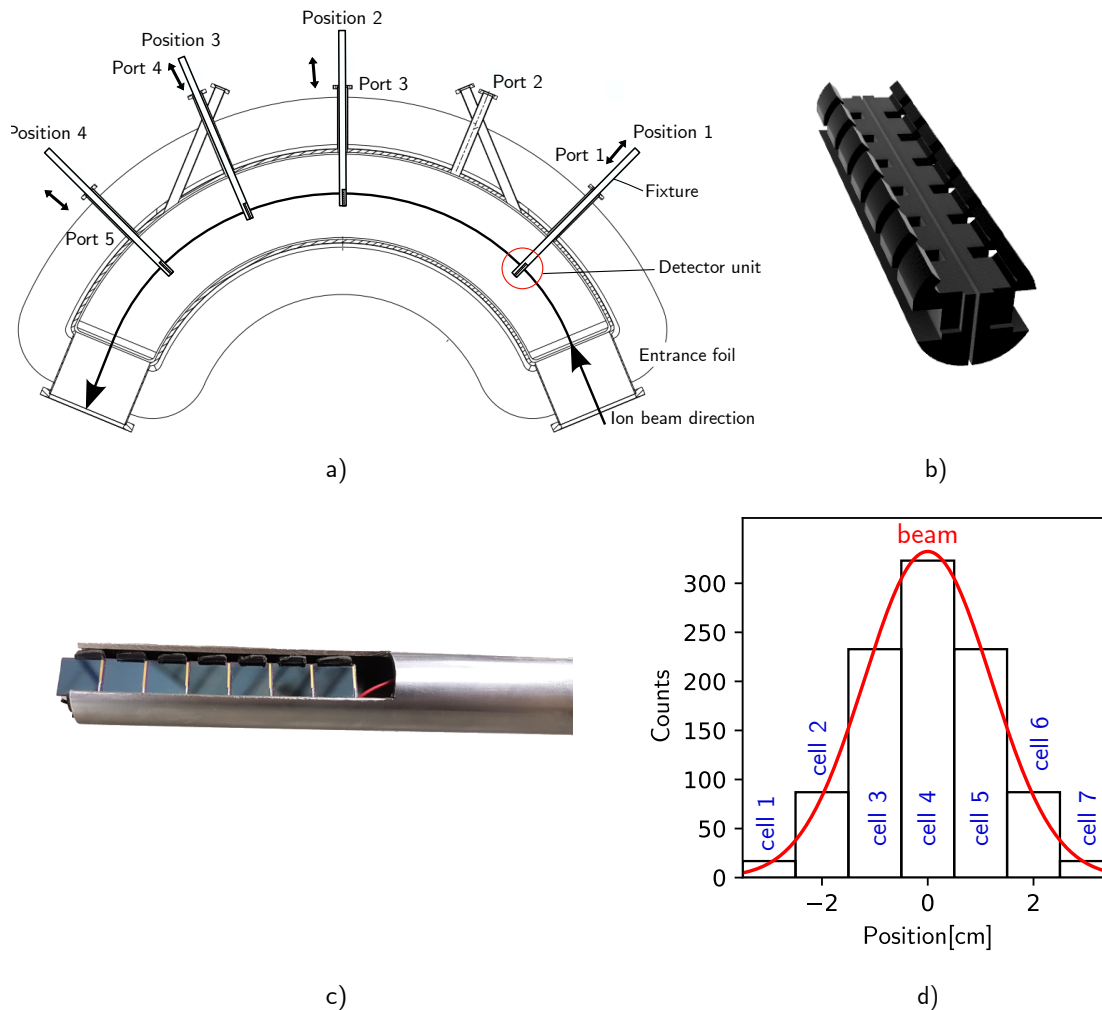 Position 2
Position 3
Port 4
Port 3
Port 2
Position 4
Position 1
Port 1
Fixture
Port 5
Detector unit
Entrance foil
Ion beam direction
a)
b)
beam
300
250
200
150
100
50
0
Counts
cell 1
cell 2
cell 3
cell 4
cell 5
cell 6
cell 7
−2
0
2
Position[cm]
c)
d)